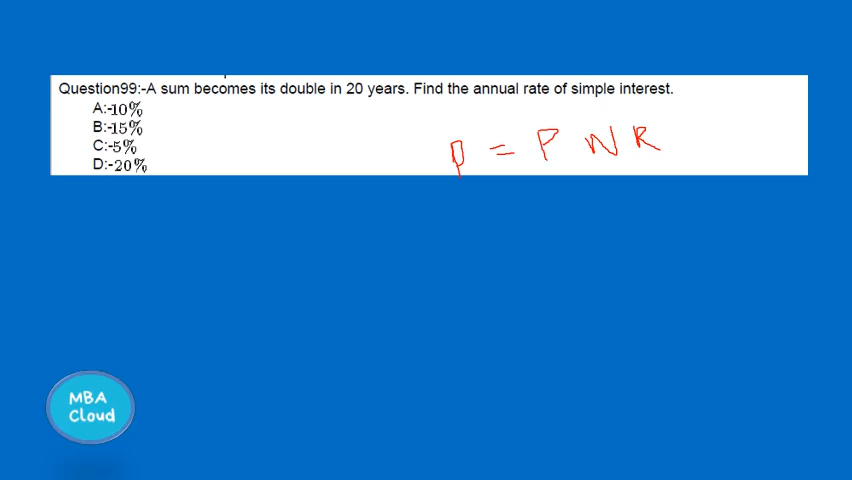 Question99:-A sum becomes its double in 20 years. Find the annual rate of simple interest.
A:-10%
B:-15%
C:-5%
D:-20%
P = P N R
MBA
Cloud